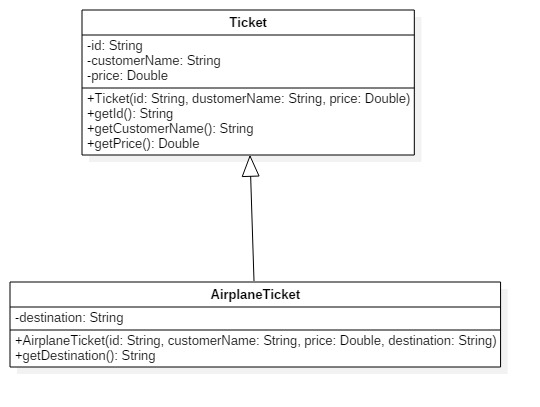 Ticket
-id: String
-customerName: String
-price: Double
+Ticket(id: String, dustomerName: String, price: Double)
+getId(): String
+getCustomerName(): String
+getPrice(): Double
AirplaneTicket
-destination: String
+AirplaneTicket(id: String, customerName: String, price: Double, destination: String)
+getDestination(): String